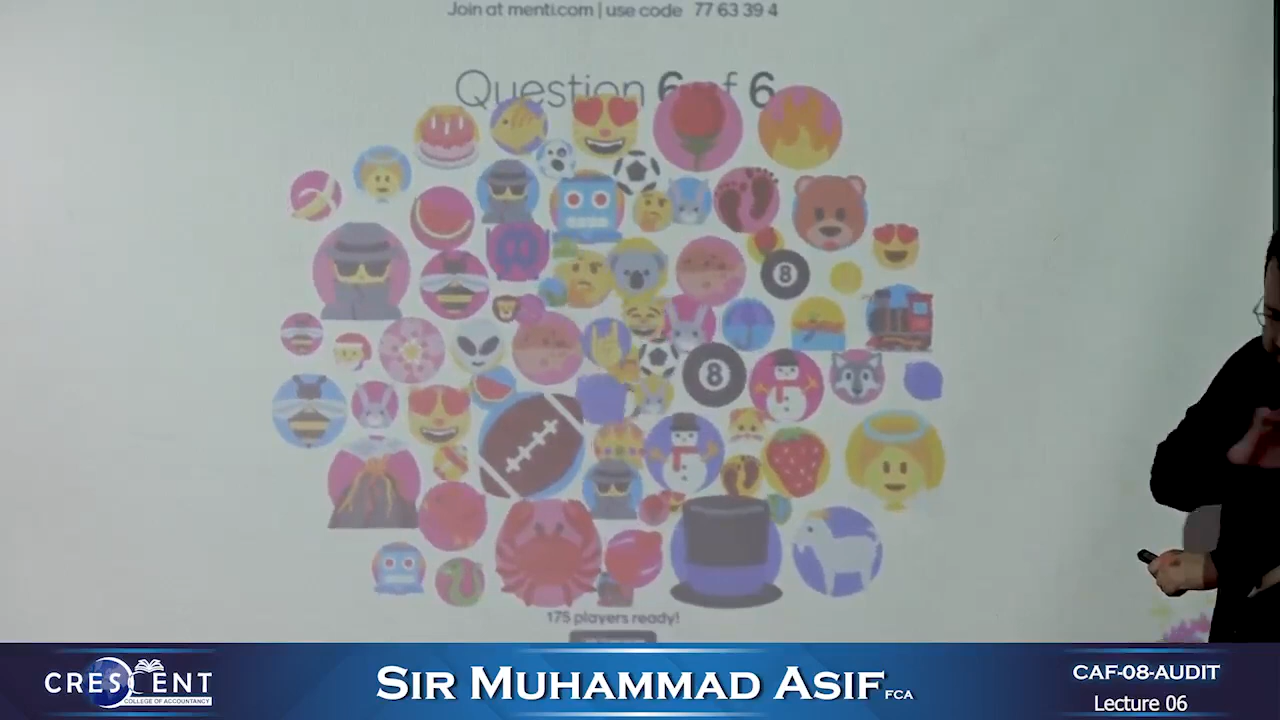 Join at menti.com | use code 77 63 39 4
Question 6 of 6
8
8
175 players ready!
CRESCENT
COLLEGE OF ACCOUNTANCY
SIR MUHAMMAD ASIF FCA
CAF-08-AUDIT
Lecture 06